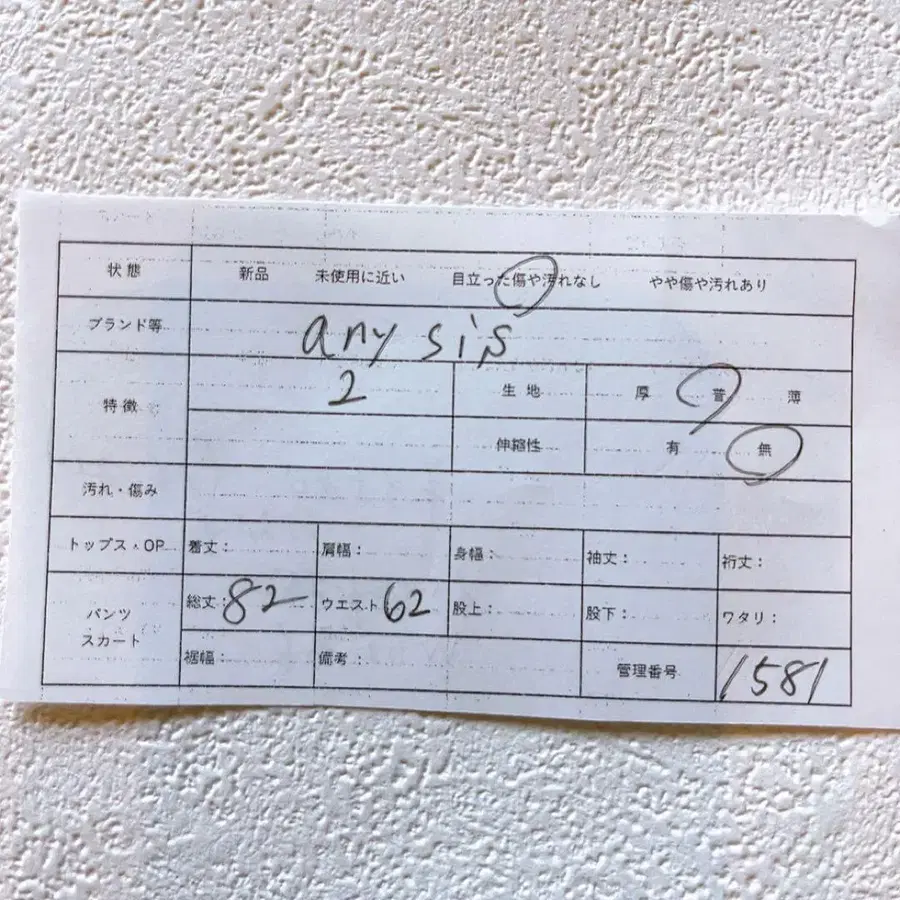 状態 新品 未使用に近い 目立った傷や汚れなし やや傷や汚れあり
ブランド等 any sis
特徴 2 生地 厚 普 薄
伸縮性 有 無
汚れ・傷み
トップス・OP 着丈: 肩幅: 身幅: 袖丈: 裄丈:
パンツ スカート 総丈:82 ウエスト62 股上: 股下: ワタリ:
裾幅: 備考: 管理番号 1581